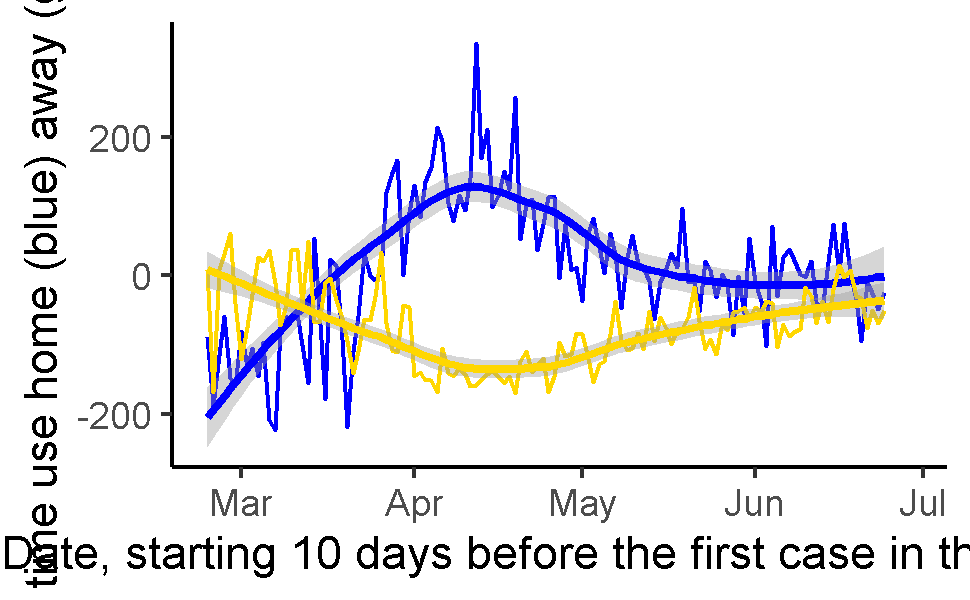 time use home (blue) away (
200
0
-200
Mar Apr May Jun Jul
Date, starting 10 days before the first case in th